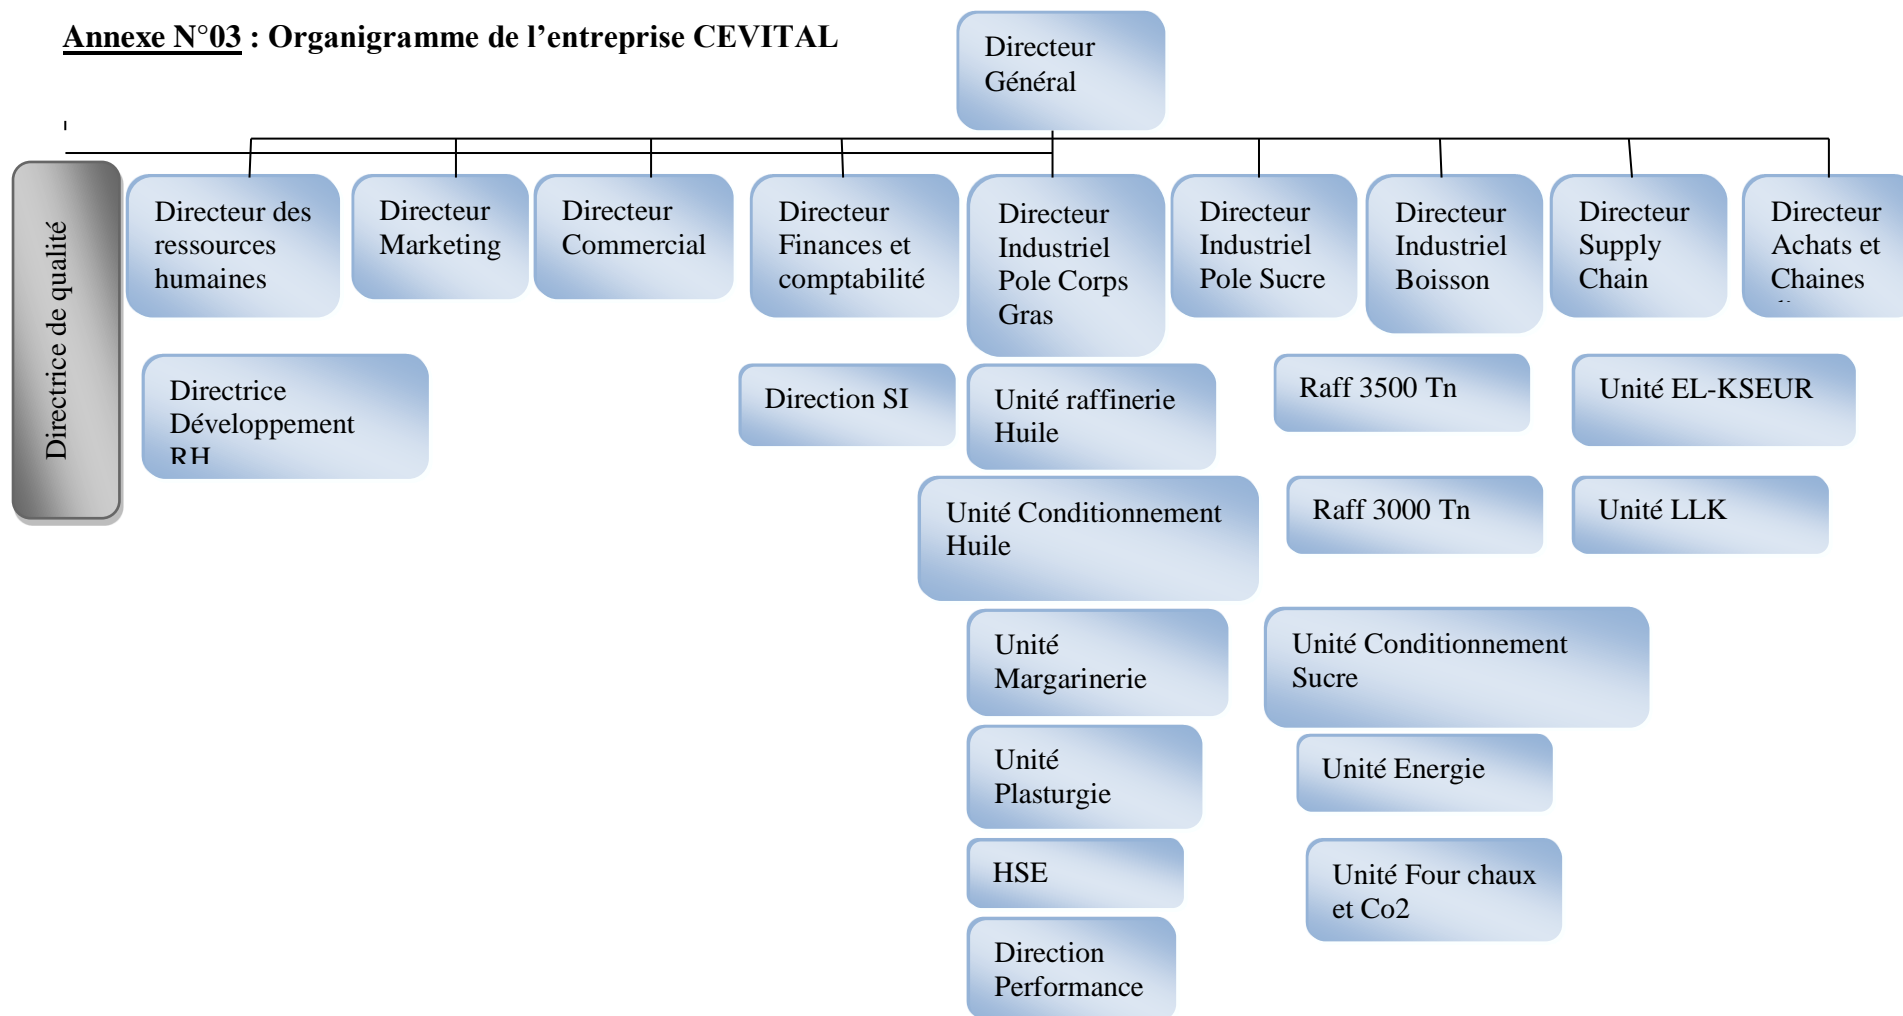 Annexe N°03 : Organigramme de l’entreprise CEVITAL
Directeur
Général
Directrice de qualité
Directeur des
ressources
humaines
Directeur
Marketing
Directeur
Commercial
Directeur
Finances et
comptabilité
Directeur
Industriel
Pole Corps
Gras
Directeur
Industriel
Pole Sucre
Directeur
Industriel
Boisson
Directeur
Supply
Chain
Directeur
Achats et
Chaines
Directrice
Développement
RH
Direction SI
Unité raffinerie
Huile
Raff 3500 Tn
Unité EL-KSEUR
Unité Conditionnement
Huile
Raff 3000 Tn
Unité LLK
Unité
Margarinerie
Unité Conditionnement
Sucre
Unité
Plasturgie
Unité Energie
HSE
Unité Four chaux
et Co2
Direction
Performance